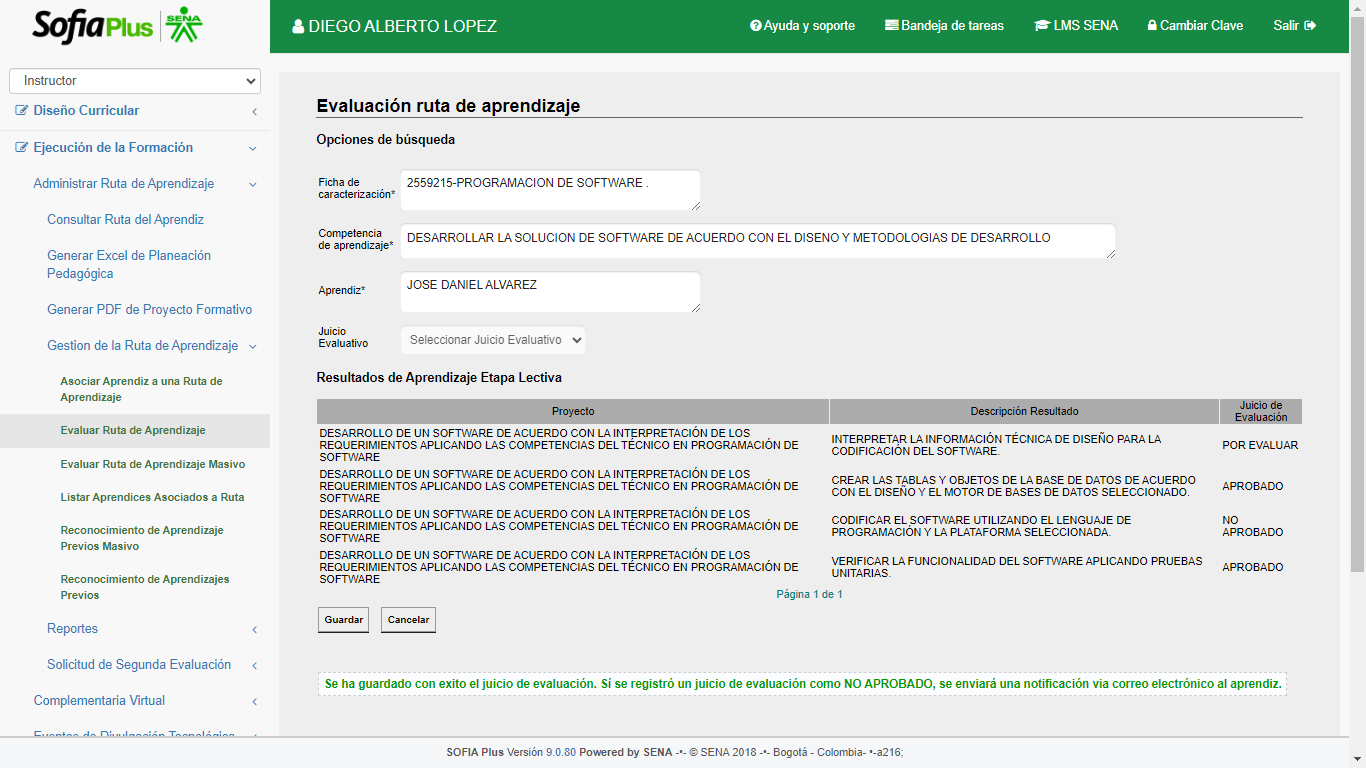 Sofia Plus
SENA
DIEGO ALBERTO LOPEZ
Ayuda y soporte
Bandeja de tareas
LMS SENA
Cambiar Clave
Salir
Instructor
Diseño Curricular
Ejecución de la Formación
Administrar Ruta de Aprendizaje
Consultar Ruta del Aprendiz
Generar Excel de Planeación
Pedagógica
Generar PDF de Proyecto Formativo
Gestion de la Ruta de Aprendizaje
Asociar Aprendiz a una Ruta de
Aprendizaje
Evaluar Ruta de Aprendizaje
Evaluar Ruta de Aprendizaje Masivo
Listar Aprendices Asociados a Ruta
Reconocimiento de Aprendizaje
Previos Masivo
Reconocimiento de Aprendizajes
Previos
Reportes
Solicitud de Segunda Evaluación
Complementaria Virtual
Eventos de Divulgación Tecnológica
Evaluación ruta de aprendizaje
Opciones de búsqueda
Ficha de
caracterización*
2559215-PROGRAMACION DE SOFTWARE .
Competencia
de aprendizaje*
DESARROLLAR LA SOLUCION DE SOFTWARE DE ACUERDO CON EL DISENO Y METODOLOGIAS DE DESARROLLO
Aprendiz*
JOSE DANIEL ALVAREZ
Juicio
Evaluativo
Seleccionar Juicio Evaluativo
Resultados de Aprendizaje Etapa Lectiva
Proyecto
Descripción Resultado
Juicio de
Evaluación
DESARROLLO DE UN SOFTWARE DE ACUERDO CON LA INTERPRETACIÓN DE LOS
REQUERIMIENTOS APLICANDO LAS COMPETENCIAS DEL TÉCNICO EN PROGRAMACIÓN DE
SOFTWARE
INTERPRETAR LA INFORMACIÓN TÉCNICA DE DISEÑO PARA LA
CODIFICACIÓN DEL SOFTWARE.
POR EVALUAR
DESARROLLO DE UN SOFTWARE DE ACUERDO CON LA INTERPRETACIÓN DE LOS
REQUERIMIENTOS APLICANDO LAS COMPETENCIAS DEL TÉCNICO EN PROGRAMACIÓN DE
SOFTWARE
CREAR LAS TABLAS Y OBJETOS DE LA BASE DE DATOS DE ACUERDO
CON EL DISEÑO Y EL MOTOR DE BASES DE DATOS SELECCIONADO.
APROBADO
DESARROLLO DE UN SOFTWARE DE ACUERDO CON LA INTERPRETACIÓN DE LOS
REQUERIMIENTOS APLICANDO LAS COMPETENCIAS DEL TÉCNICO EN PROGRAMACIÓN DE
SOFTWARE
CODIFICAR EL SOFTWARE UTILIZANDO EL LENGUAJE DE
PROGRAMACIÓN Y LA PLATAFORMA SELECCIONADA.
NO
APROBADO
DESARROLLO DE UN SOFTWARE DE ACUERDO CON LA INTERPRETACIÓN DE LOS
REQUERIMIENTOS APLICANDO LAS COMPETENCIAS DEL TÉCNICO EN PROGRAMACIÓN DE
SOFTWARE
VERIFICAR LA FUNCIONALIDAD DEL SOFTWARE APLICANDO PRUEBAS
UNITARIAS.
APROBADO
Página 1 de 1
Guardar
Cancelar
Se ha guardado con exito el juicio de evaluación. Sí se registró un juicio de evaluación como NO APROBADO, se enviará una notificación via correo electrónico al aprendiz.
SOFIA Plus Versión 9.0.80 Powered by SENA -•- © SENA 2018 -•- Bogotá - Colombia- •-a216;